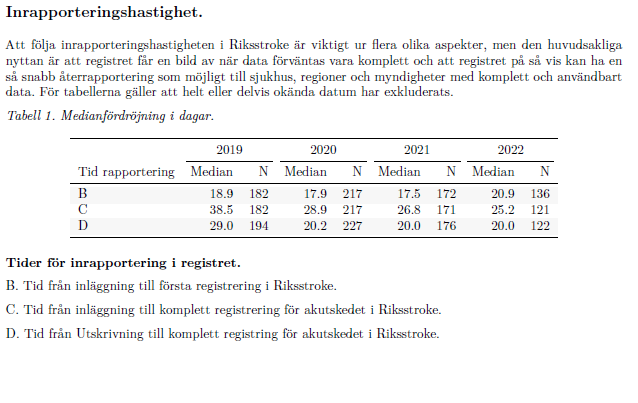 Inrapporteringshastighet.
Att följa inrapporteringshastigheten i Riksstroke är viktigt ur flera olika aspekter, men den huvudsakliga
nyttan är att registret får en bild av när data förväntas vara komplett och att registret på så vis kan ha en
så snabb återrapportering som möjligt till sjukhus, regioner och myndigheter med komplett och användbart
data. För tabellerna gäller att helt eller delvis okända datum har exkluderats.
Tabell 1. Medianfördröjning i dagar.
2019 2020 2021 2022
Tid rapportering Median N Median N Median N Median N
B 18.9 182 17.9 217 17.5 172 20.9 136
C 38.5 182 28.9 217 26.8 171 25.2 121
D 29.0 194 20.2 227 20.0 176 20.0 122
Tider för inrapportering i registret.
B. Tid från inläggning till första registrering i Riksstroke.
C. Tid från inläggning till komplett registrering för akutskedet i Riksstroke.
D. Tid från Utskrivning till komplett registring för akutskedet i Riksstroke.